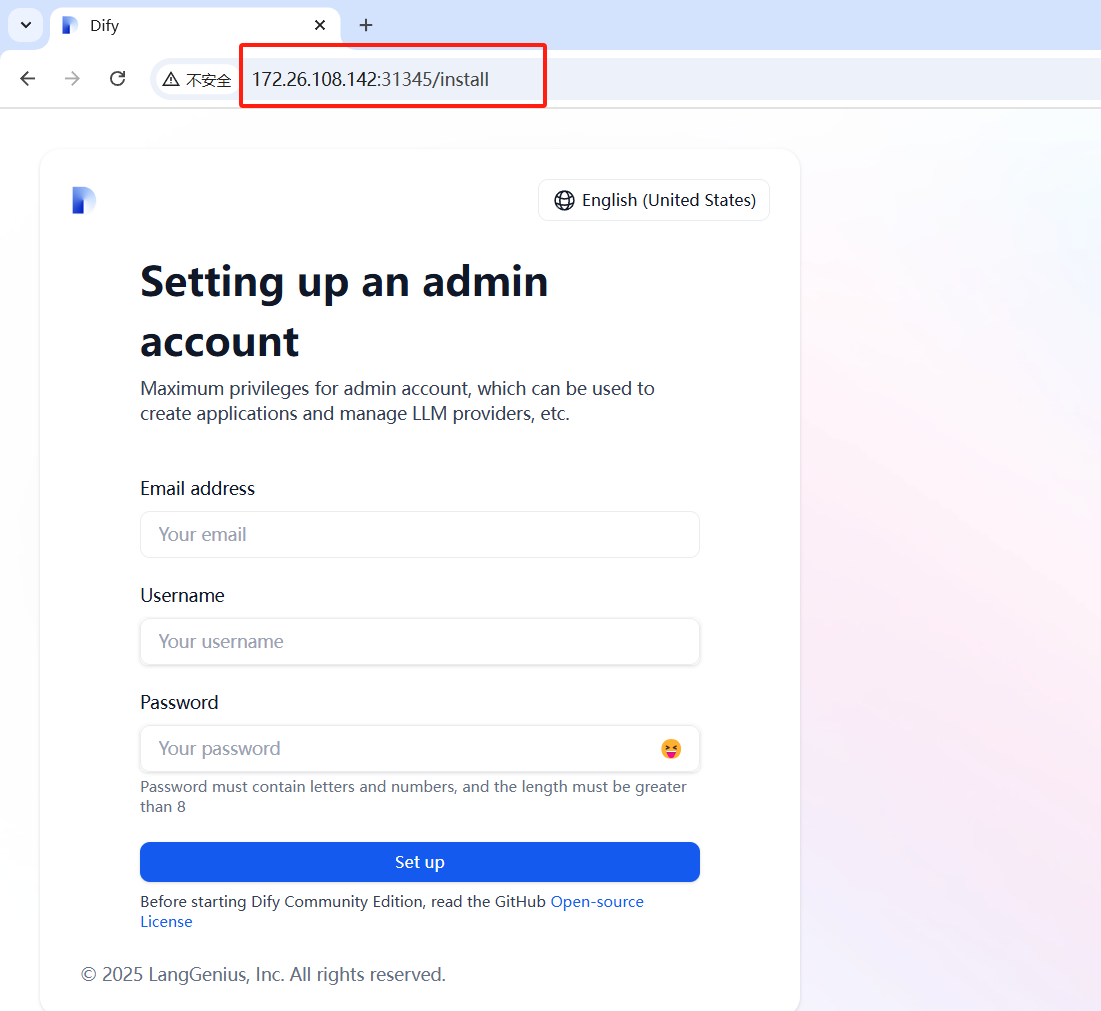 Dify
不安全
172.26.108.142:31345/install
English (United States)
Setting up an admin
account
Maximum privileges for admin account, which can be used to
create applications and manage LLM providers, etc.
Email address
Your email
Username
Your username
Password
Your password
Password must contain letters and numbers, and the length must be greater
than 8
Set up
Before starting Dify Community Edition, read the GitHub Open-source
License
© 2025 LangGenius, Inc. All rights reserved.